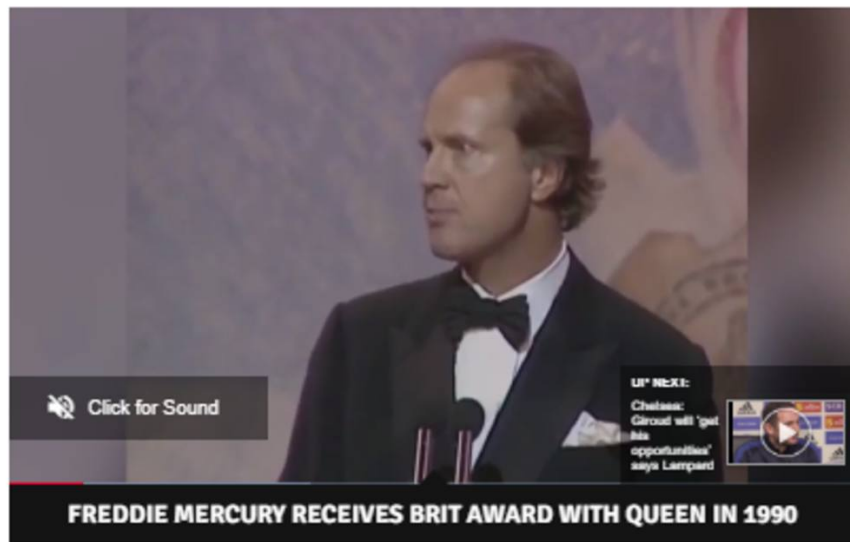 Click for Sound
UP NEXT:
Chelsea:
Giroud will 'get
his
opportunities'
says Lampard
FREDDIE MERCURY RECEIVES BRIT AWARD WITH QUEEN IN 1990